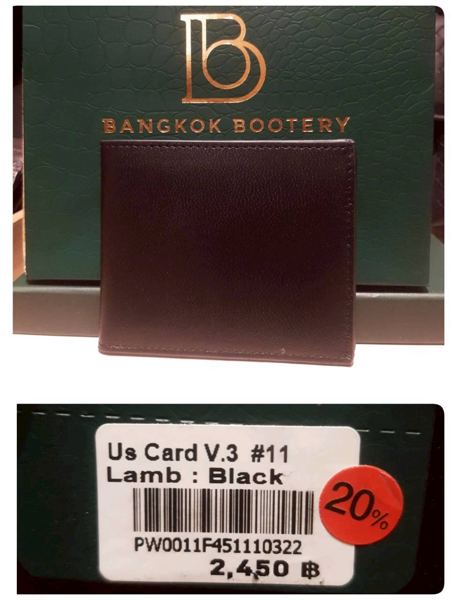 B
BANGKOK BOOTERY
Us Card V.3 #11
Lamb : Black
20%
PW0011F451110322
2,450 ฿